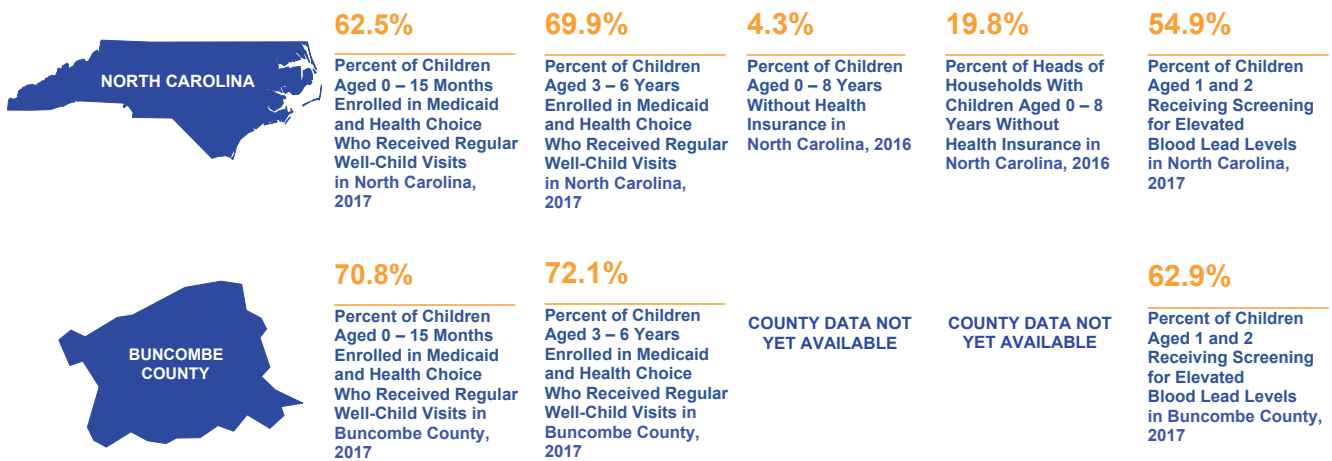 NORTH CAROLINA
62.5%
Percent of Children
Aged 0 – 15 Months
Enrolled in Medicaid
and Health Choice
Who Received Regular
Well-Child Visits
in North Carolina,
2017
69.9%
Percent of Children
Aged 3 – 6 Years
Enrolled in Medicaid
and Health Choice
Who Received Regular
Well-Child Visits
in North Carolina,
2017
4.3%
Percent of Children
Aged 0 – 8 Years
Without Health
Insurance in
North Carolina, 2016
19.8%
Percent of Heads of
Households With
Children Aged 0 – 8
Years Without
Health Insurance in
North Carolina, 2016
54.9%
Percent of Children
Aged 1 and 2
Receiving Screening
for Elevated
Blood Lead Levels
in North Carolina,
2017
BUNCOMBE
COUNTY
70.8%
Percent of Children
Aged 0 – 15 Months
Enrolled in Medicaid
and Health Choice
Who Received Regular
Well-Child Visits in
Buncombe County,
2017
72.1%
Percent of Children
Aged 3 – 6 Years
Enrolled in Medicaid
and Health Choice
Who Received Regular
Well-Child Visits in
Buncombe County,
2017
COUNTY DATA NOT
YET AVAILABLE
COUNTY DATA NOT
YET AVAILABLE
62.9%
Percent of Children
Aged 1 and 2
Receiving Screening
for Elevated
Blood Lead Levels
in Buncombe County,
2017